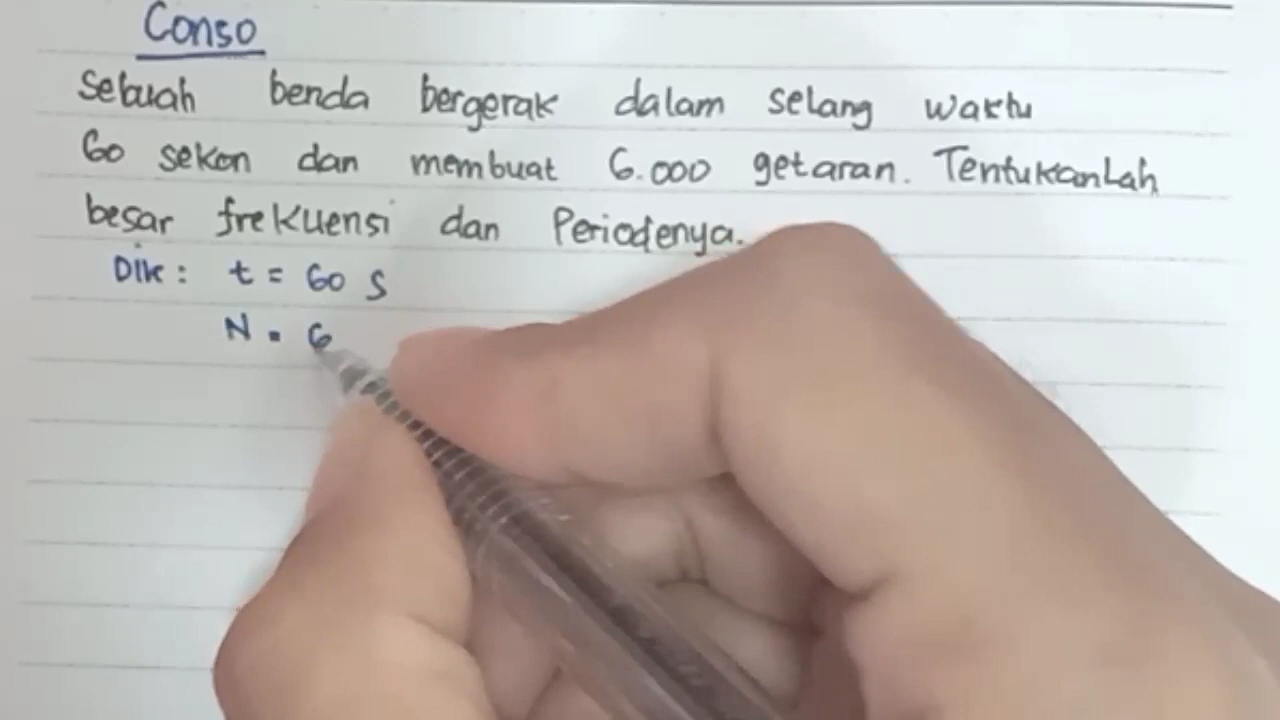 Conso
Sebuah benda bergerak dalam selang waktu
60 sekon dan membuat 6.000 getaran. Tentukanlah
besar frekuensi dan Periodenya.
Dik : t = 60 s
N = 6